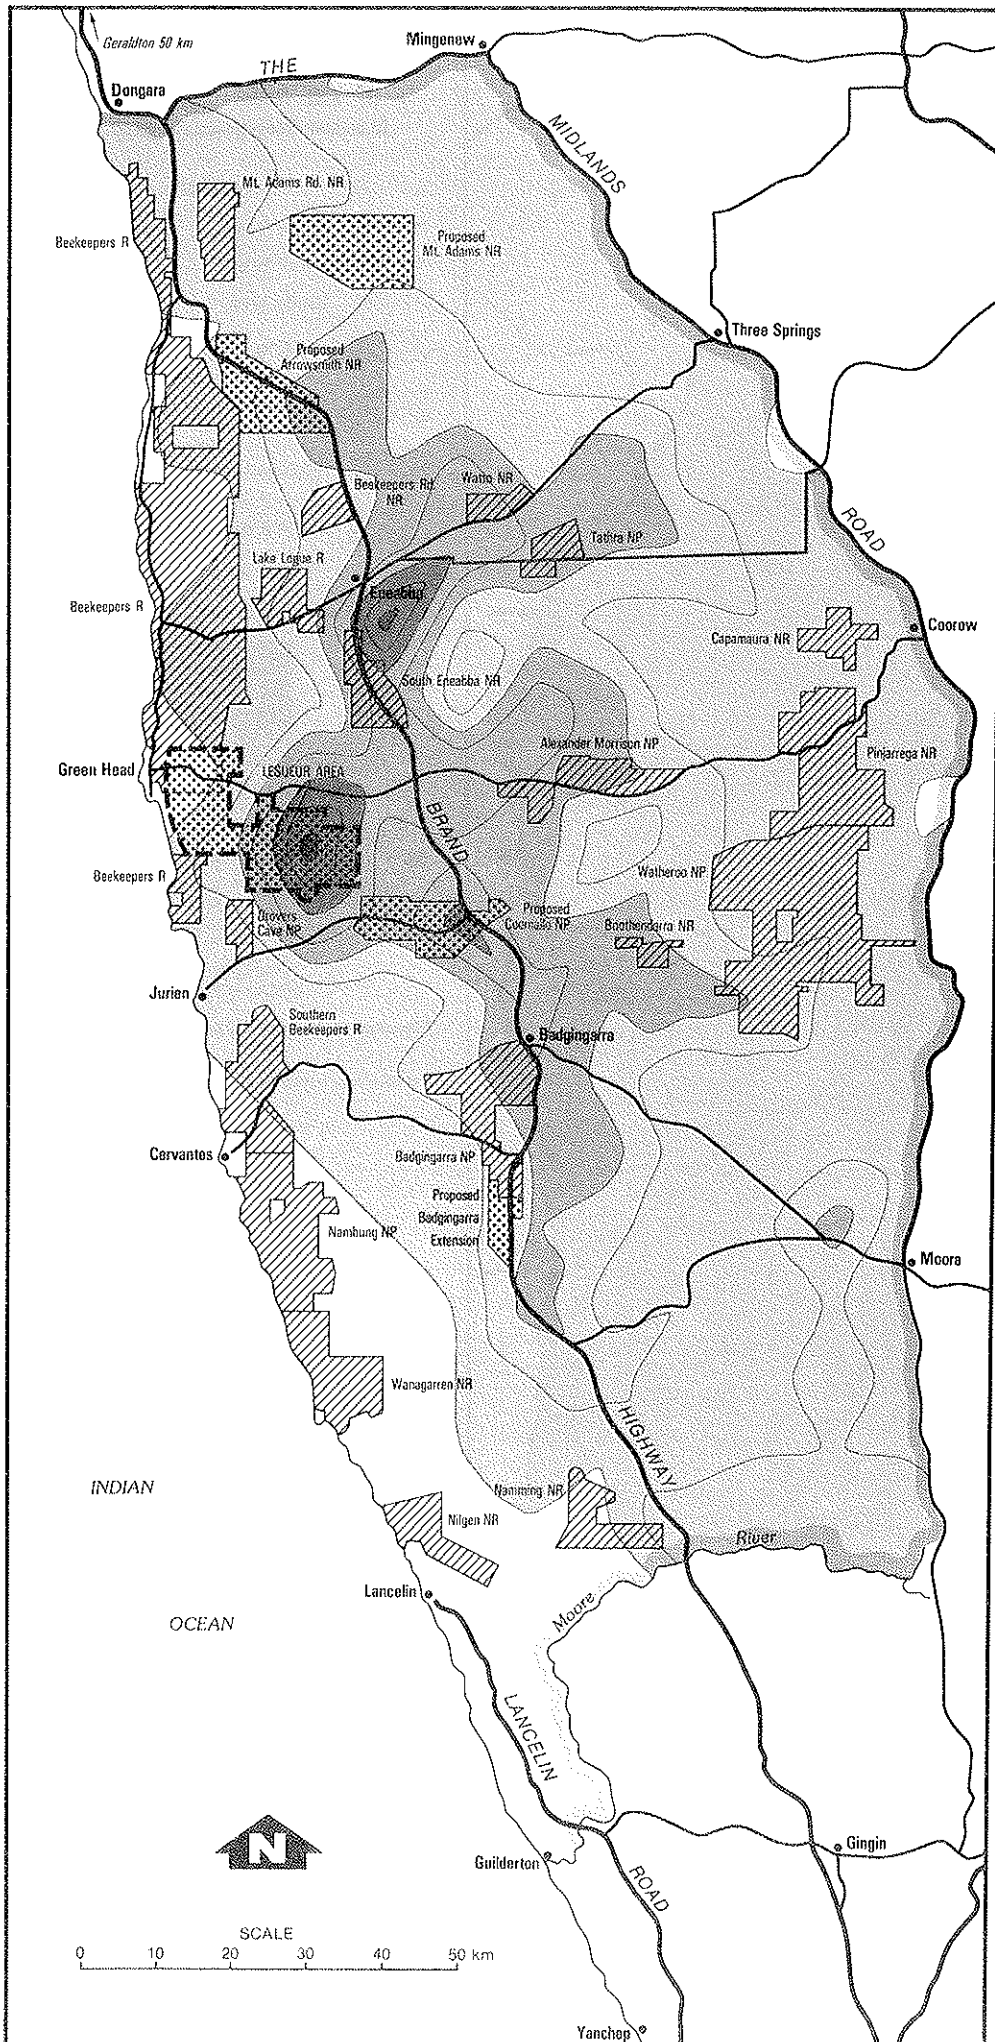 Geraldton 50 km
Mingenew
THE
Dongara
MIDLANDS
Mt. Adams Rd. NR
Beekeepers R
Proposed
Mt. Adams NR
Three Springs
Proposed
Arrowsmith NR
Beekeepers Rd.
NR
Watto NR
ROAD
Tathra NP
Lake Logue R
Eneabba
Beekeepers R
Capamaura NR
Coorow
South Eneabba NR
Alexander Morrison NP
Pinjarrega NR
Green Head
LESUEUR AREA
BRAND
Beekeepers R
Watheroo NP
Drovers
Cave NP
Proposed
Coomallo NP
Boothendarra NR
Jurien
Southern
Beekeepers R
Badgingarra
Cervantes
Badgingarra NP
Proposed
Badgingarra
Extension
Nambung NP
Moora
Wanagarren NR
HIGHWAY
INDIAN
Namming NR
Nilgen NR
River
Lancelin
Moore
OCEAN
LANCELIN
N
Gingin
Guilderton
ROAD
SCALE
0 10 20 30 50 km
Yanchep